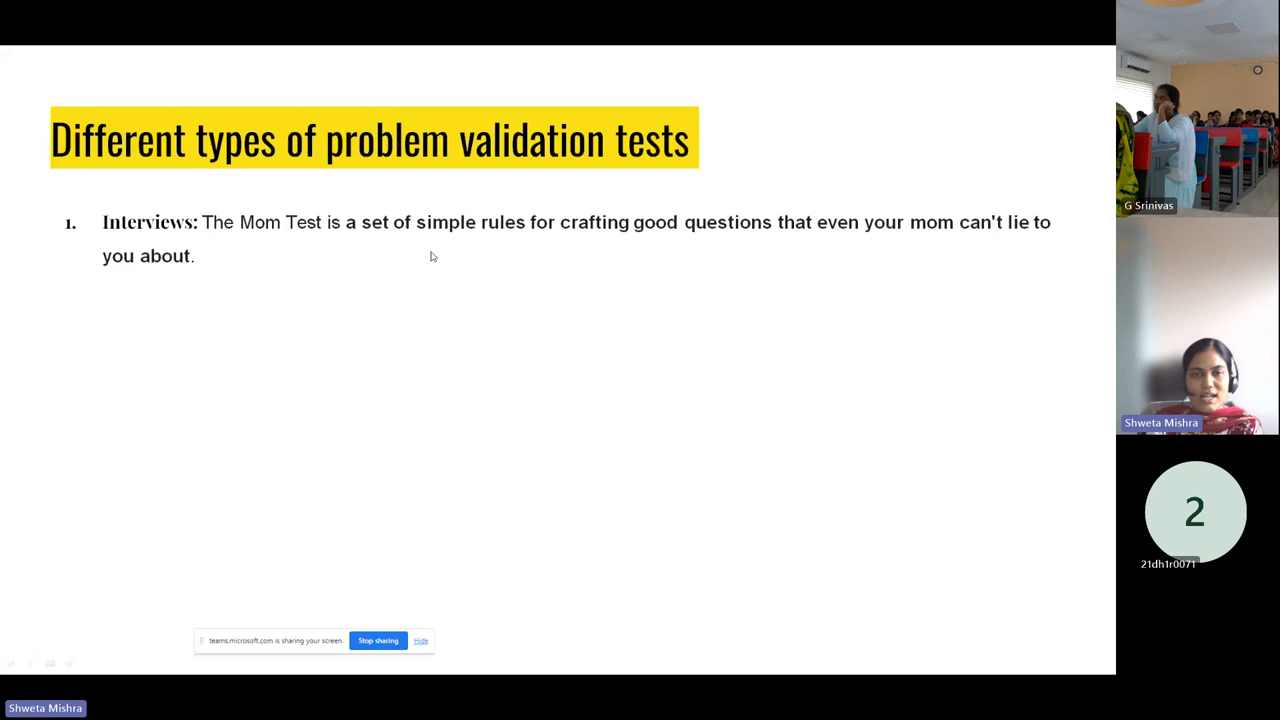 Different types of problem validation tests
1. Interviews: The Mom Test is a set of simple rules for crafting good questions that even your mom can't lie to
you about.
teams.microsoft.com is sharing your screen. Stop sharing Hide
G Srinivas
Shweta Mishra
2
21dh1r0071
Shweta Mishra